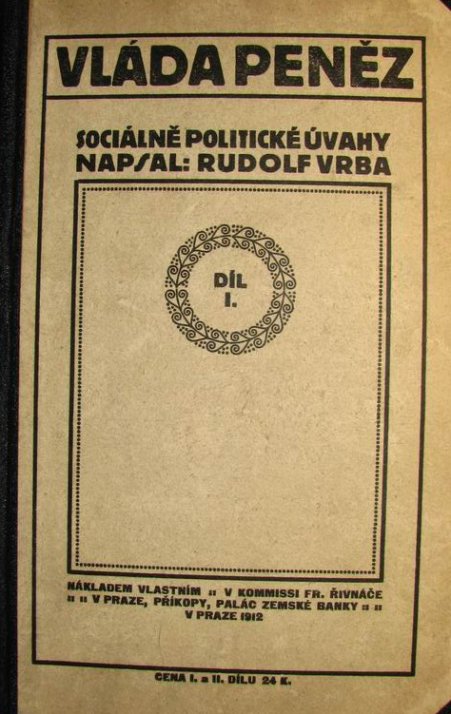 VLÁDA PENĚZ
SOCIÁLNĚ POLITICKÉ ÚVAHY
NAPSAL: RUDOLF VRBA
DÍL
I.
NÁKLADEM VLASTNÍM :: V KOMMISSI FR. ŘIVNÁČE
:: :: V PRAZE, PŘÍKOPY, PALÁC ZEMSKÉ BANKY :: ::
V PRAZE 1912
CENA I. a II. DÍLU 24 K.